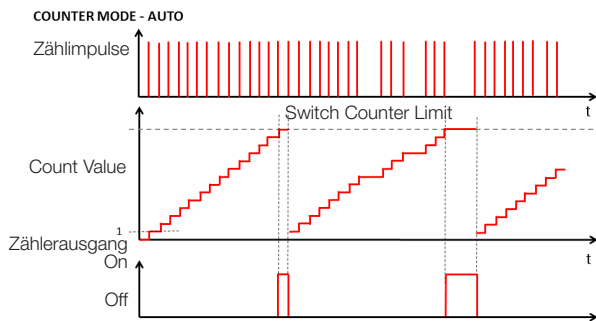 COUNTER MODE - AUTO
Zählimpulse
t
Switch Counter Limit
Count Value
1
Zählerausgang
t
On
Off